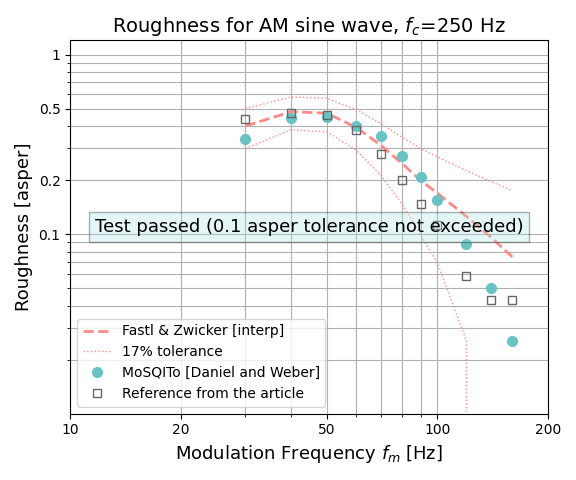 Roughness for AM sine wave, f_c=250 Hz
Roughness [asper]
1
0.5
0.2
0.1
Test passed (0.1 asper tolerance not exceeded)
Fastl & Zwicker [interp]
17% tolerance
MoSQITo [Daniel and Weber]
Reference from the article
10 20 50 100 200
Modulation Frequency f_m [Hz]